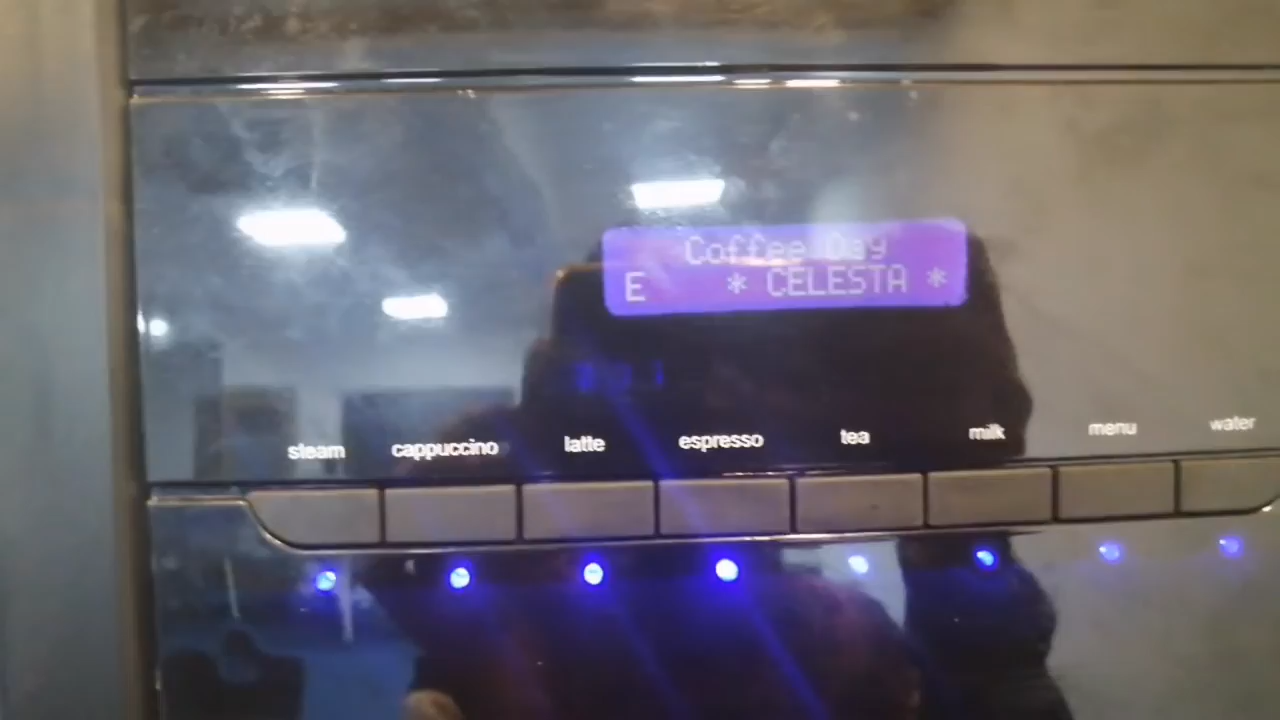 Coffee Day
E * CELESTA *
steam cappuccino latte espresso tea milk menu water